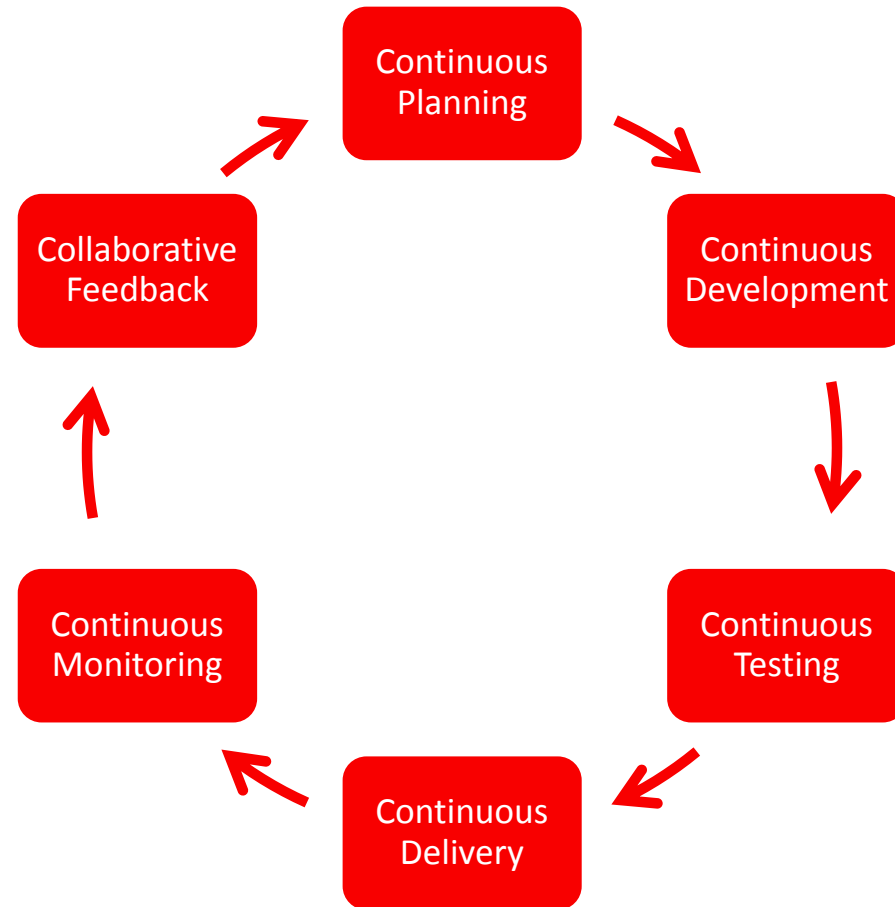 Continuous
Planning
Continuous
Development
Continuous
Testing
Continuous
Delivery
Continuous
Monitoring
Collaborative
Feedback